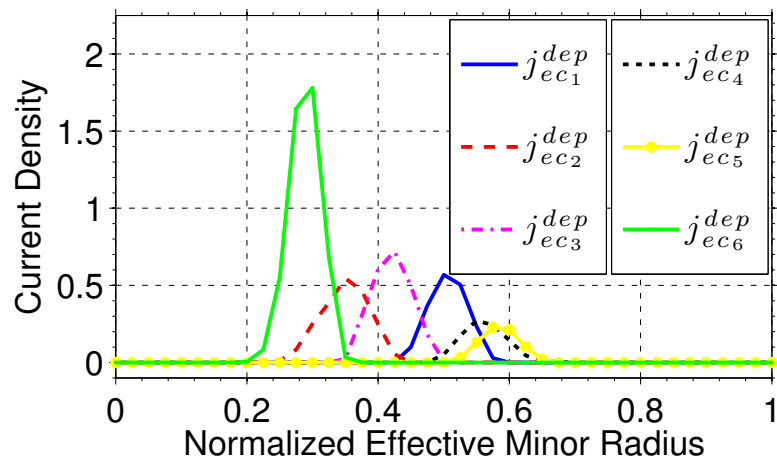 2
1.5
1
0.5
0
Current Density
j_{ec_1}^{dep}
j_{ec_2}^{dep}
j_{ec_3}^{dep}
j_{ec_4}^{dep}
j_{ec_5}^{dep}
j_{ec_6}^{dep}
0 0.2 0.4 0.6 0.8 1
Normalized Effective Minor Radius